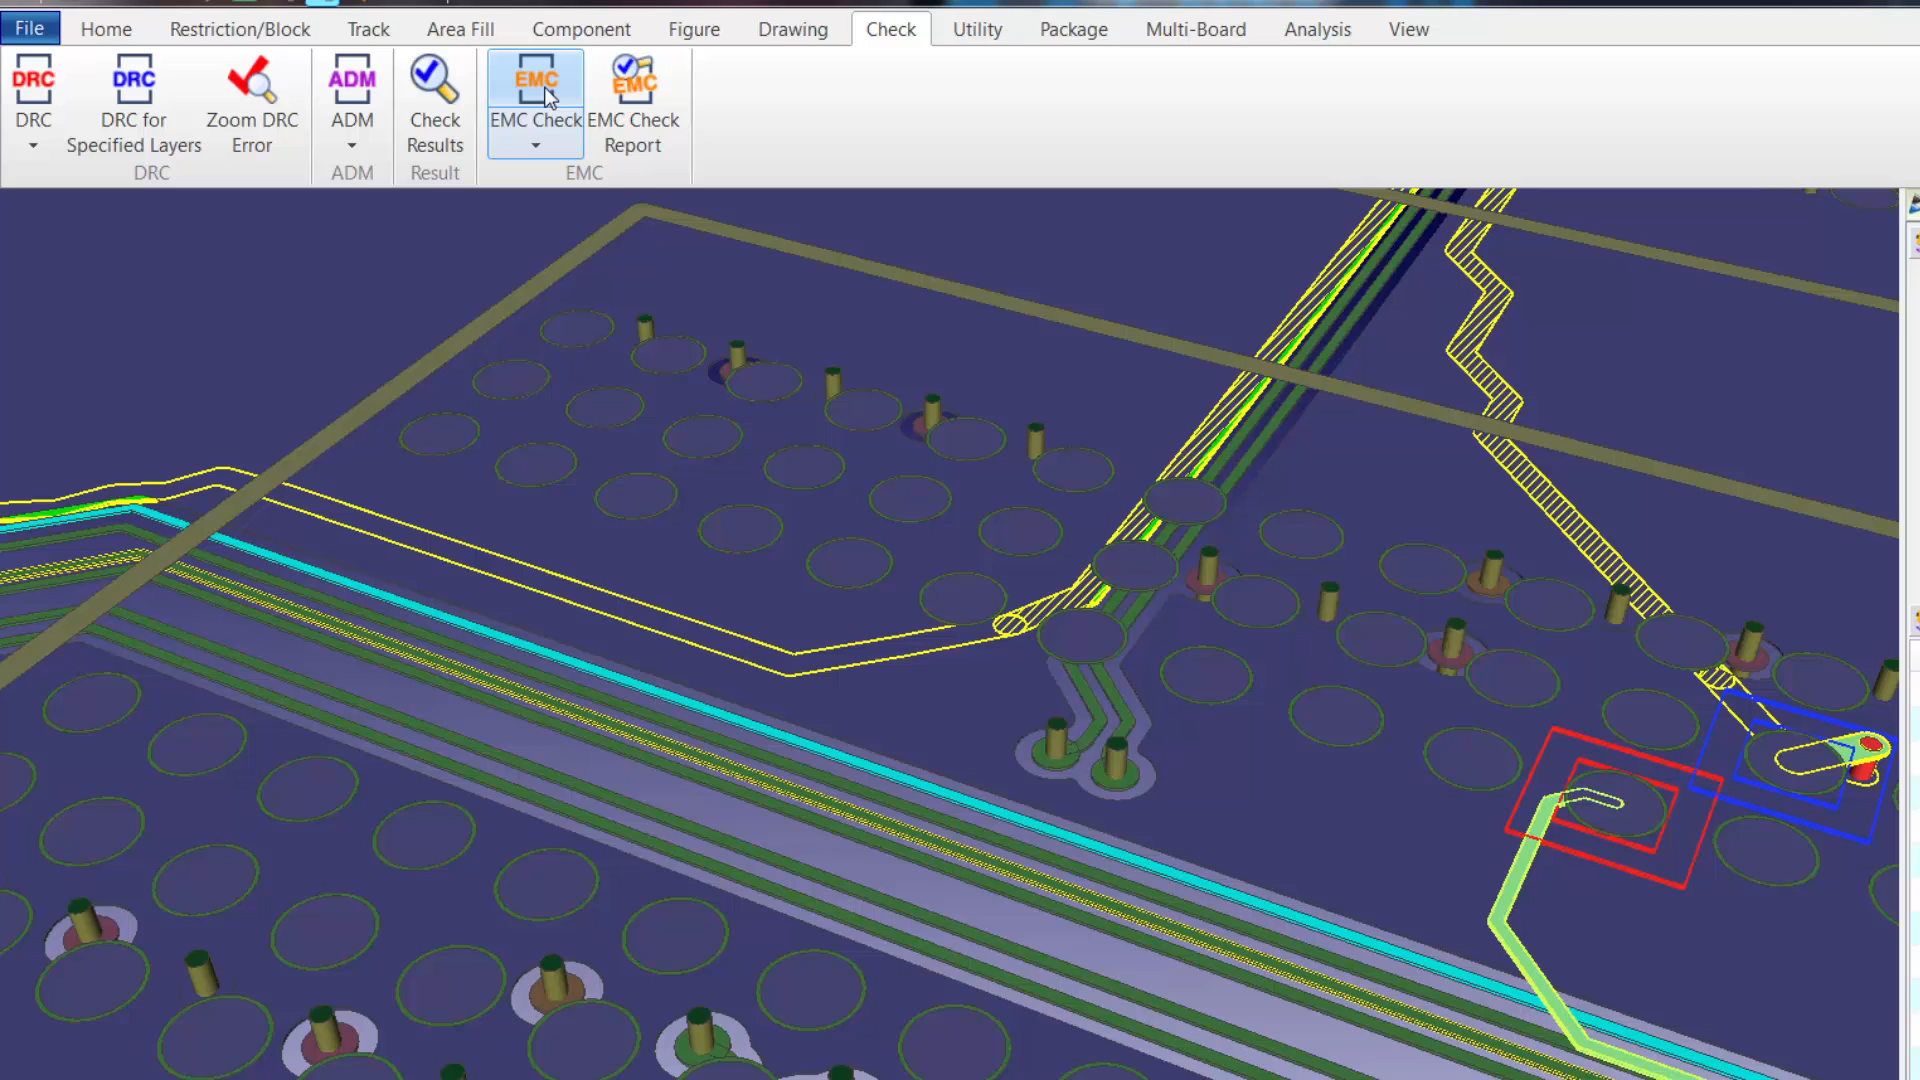 File Home Restriction/Block Track Area Fill Component Figure Drawing Check Utility Package Multi-Board Analysis View
DRC
DRC
DRC
DRC for
Specified Layers
Zoom DRC
Error
DRC
ADM
ADM
ADM
Check
Results
Result
EMC
EMC Check
EMC
EMC Check
Report
EMC